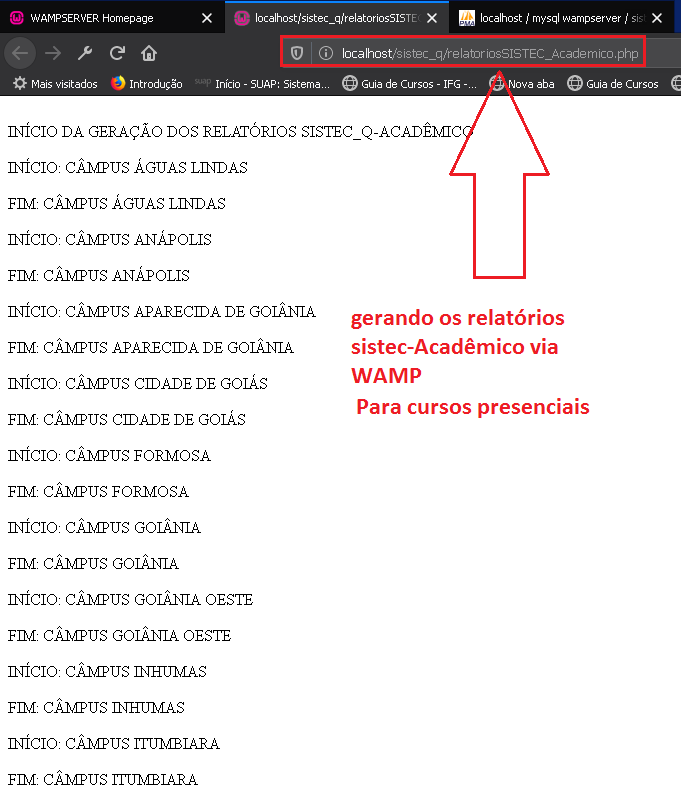 WAMPSERVER Homepage
localhost/sistec_q/relatoriosSISTEC
localhost / mysql wampserver / sis
localhost/sistec_q/relatoriosSISTEC_Academico.php
Mais visitados
Introdução
suap
Início - SUAP: Sistema...
Guia de Cursos - IFG -...
Nova aba
Guia de Cursos
INÍCIO DA GERAÇÃO DOS RELATÓRIOS SISTEC_Q-ACADÊMICO
INÍCIO: CÂMPUS ÁGUAS LINDAS
FIM: CÂMPUS ÁGUAS LINDAS
INÍCIO: CÂMPUS ANÁPOLIS
FIM: CÂMPUS ANÁPOLIS
INÍCIO: CÂMPUS APARECIDA DE GOIÂNIA
FIM: CÂMPUS APARECIDA DE GOIÂNIA
INÍCIO: CÂMPUS CIDADE DE GOIÁS
FIM: CÂMPUS CIDADE DE GOIÁS
INÍCIO: CÂMPUS FORMOSA
FIM: CÂMPUS FORMOSA
INÍCIO: CÂMPUS GOIÂNIA
FIM: CÂMPUS GOIÂNIA
INÍCIO: CÂMPUS GOIÂNIA OESTE
FIM: CÂMPUS GOIÂNIA OESTE
INÍCIO: CÂMPUS INHUMAS
FIM: CÂMPUS INHUMAS
INÍCIO: CÂMPUS ITUMBIARA
FIM: CÂMPUS ITUMBIARA
gerando os relatórios
sistec-Acadêmico via
WAMP
Para cursos presenciais